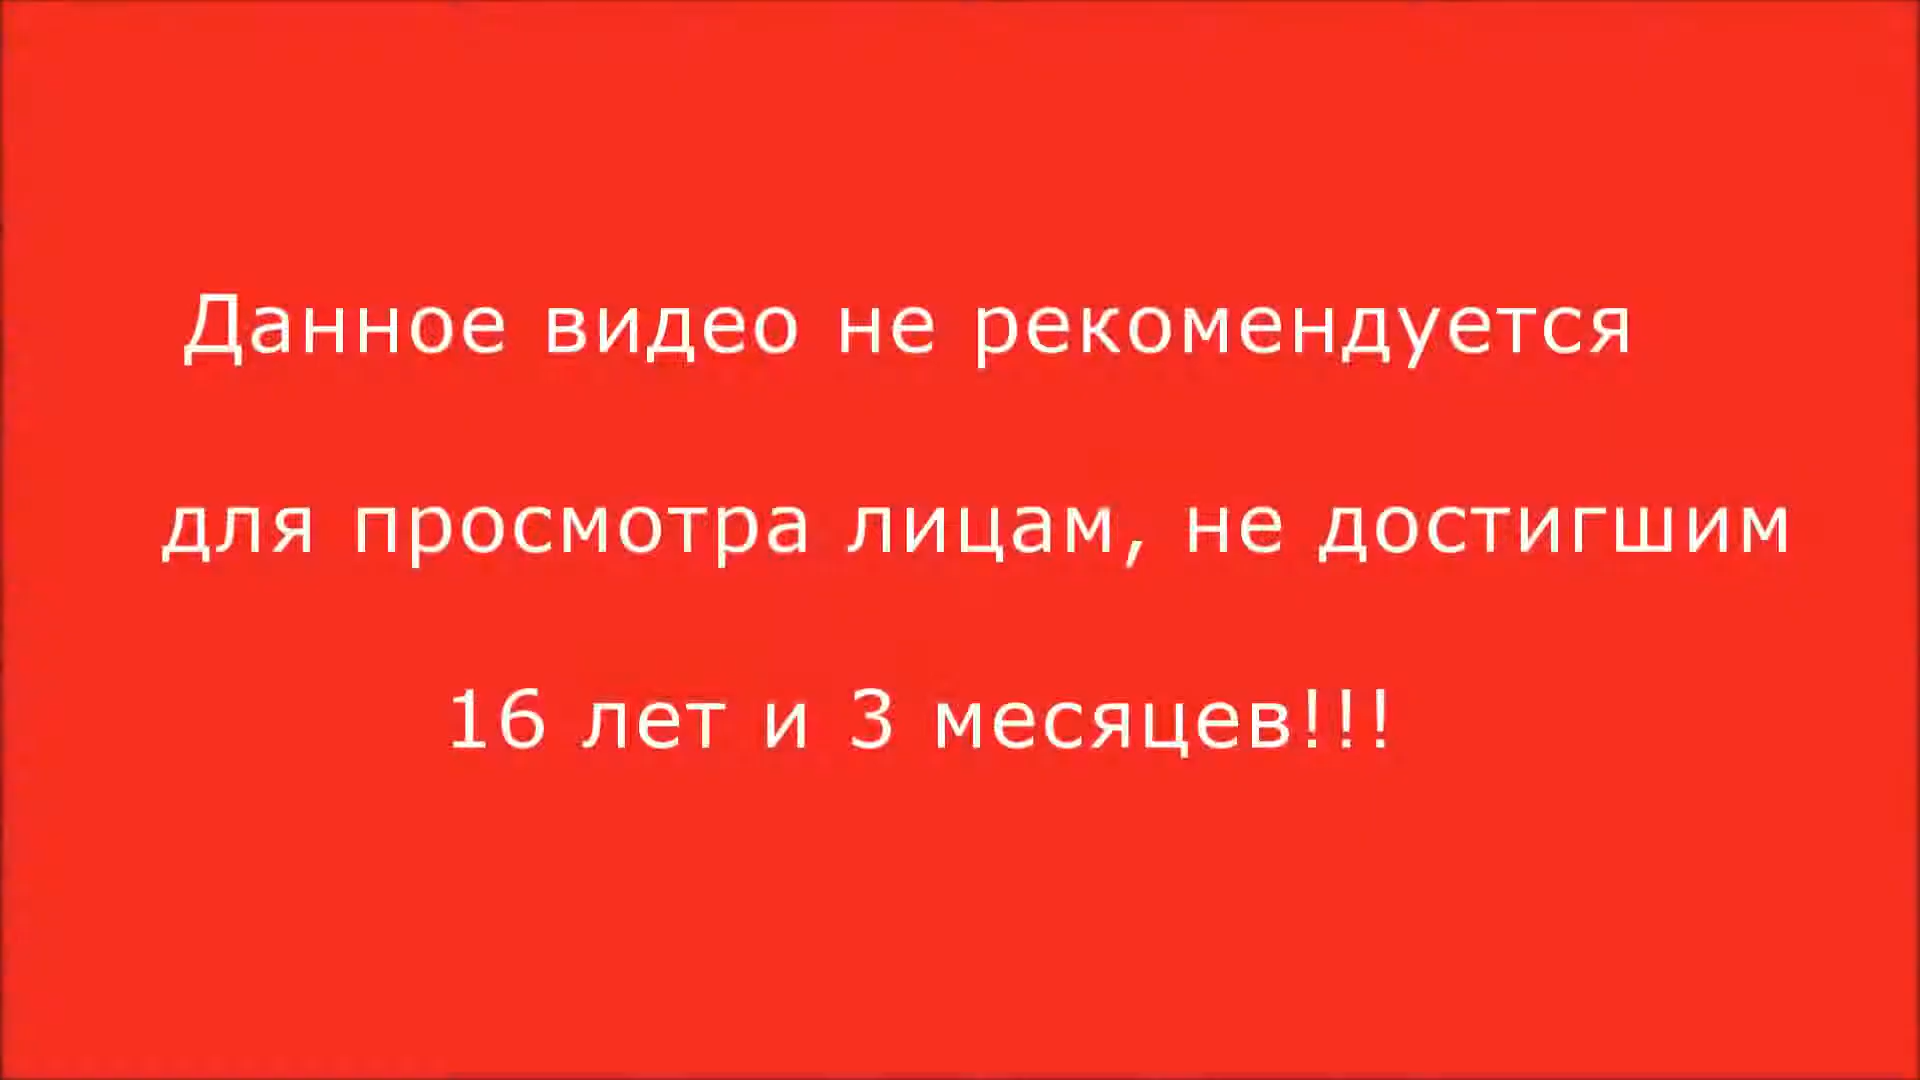 Данное видео не рекомендуется
для просмотра лицам, не достигшим
16 лет и 3 месяцев!!!